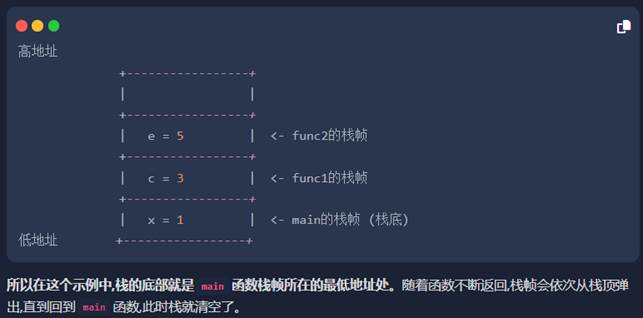 高地址
+-----------------+
|                 |
+-----------------+
|   e = 5         |  <- func2的栈帧
+-----------------+
|   c = 3         |  <- func1的栈帧
+-----------------+
|   x = 1         |  <- main的栈帧 (栈底)
低地址        +-----------------+
所以在这个示例中,栈的底部就是 main 函数栈帧所在的最低地址处。随着函数不断返回,栈帧会依次从栈顶弹
出,直到回到 main 函数,此时栈就清空了。